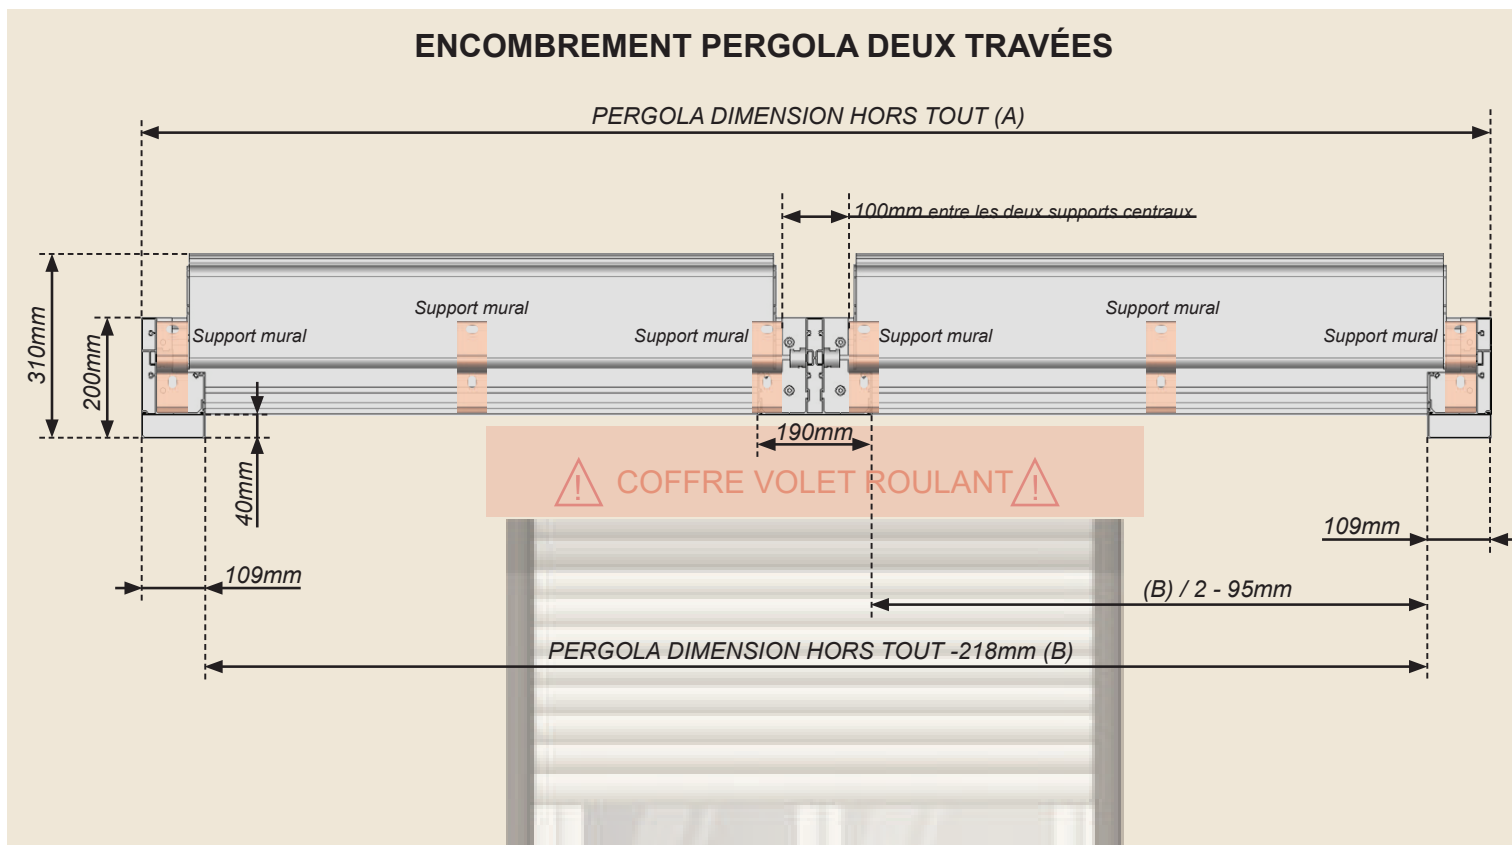 ENCOMBREMENT PERGOLA DEUX TRAVÉES
PERGOLA DIMENSION HORS TOUT (A)
100mm entre les deux supports centraux
310mm
200mm
Support mural
Support mural
Support mural
Support mural
Support mural
Support mural
190mm
40mm
! COFFRE VOLET ROULANT !
109mm
109mm
(B) / 2 - 95mm
PERGOLA DIMENSION HORS TOUT -218mm (B)